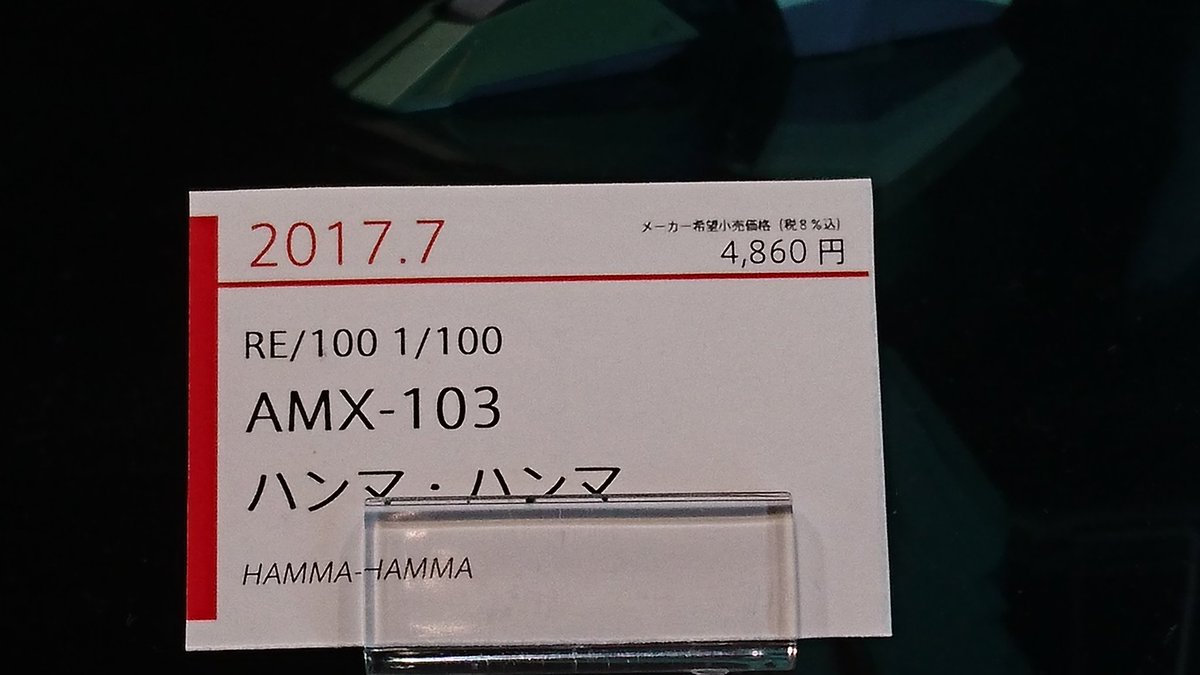 2017.7
メーカー希望小売価格（税８％込）
4,860 円
RE/100 1/100
AMX-103
ハンマ・ハンマ
HAMMA-HAMMA